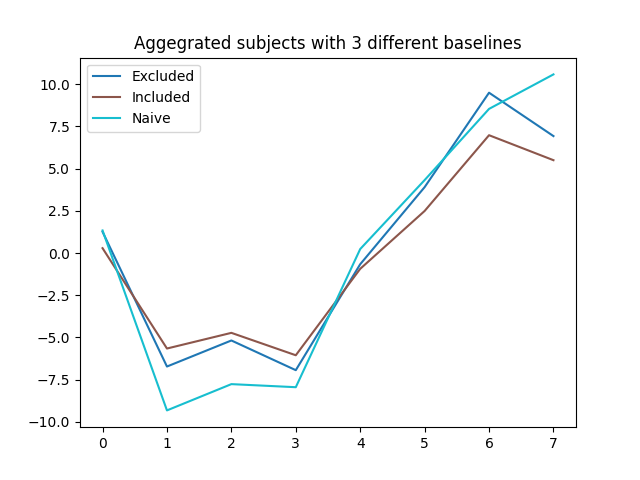 Aggegrated subjects with 3 different baselines
Excluded
Included
Naive
10.0
7.5
5.0
2.5
0.0
−2.5
−5.0
−7.5
−10.0
0 1 2 3 4 5 6 7